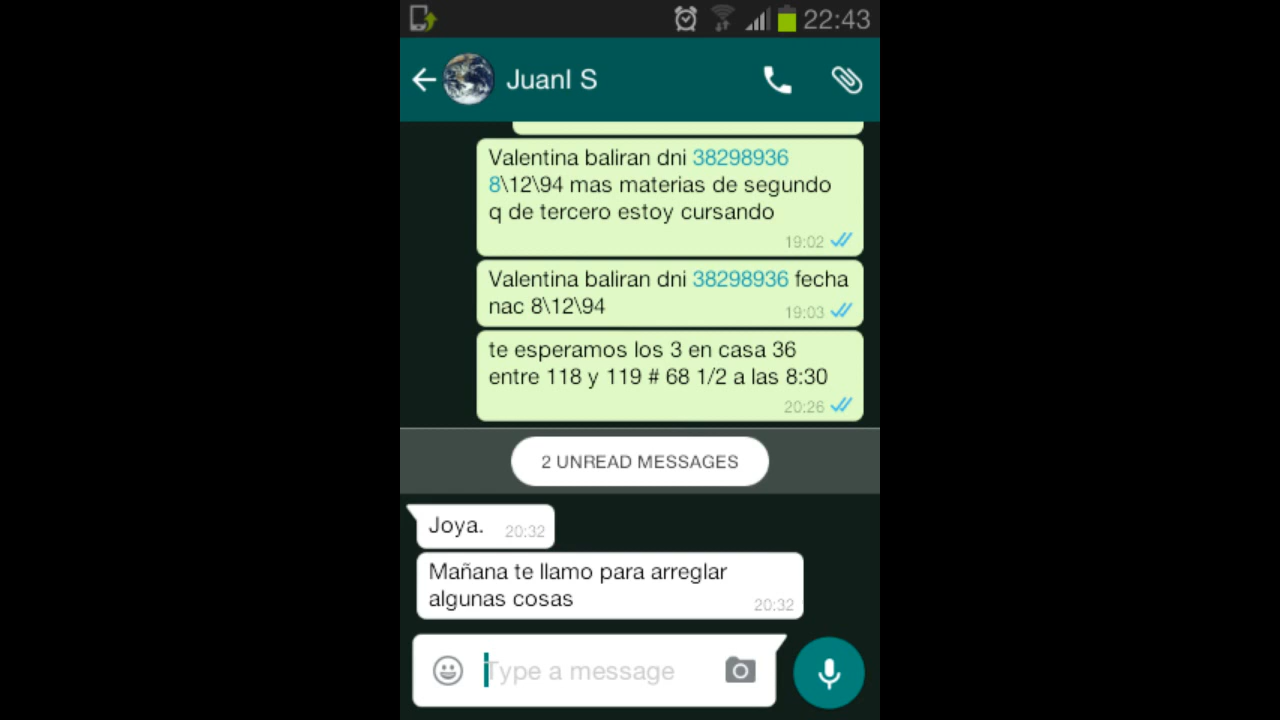 22:43
JuanI S
Valentina baliran dni 38298936
8\12\94 mas materias de segundo
q de tercero estoy cursando
19:02
Valentina baliran dni 38298936 fecha
nac 8\12\94
19:03
te esperamos los 3 en casa 36
entre 118 y 119 # 68 1/2 a las 8:30
20:26
2 UNREAD MESSAGES
Joya.
20:32
Mañana te llamo para arreglar
algunas cosas
20:32
Type a message